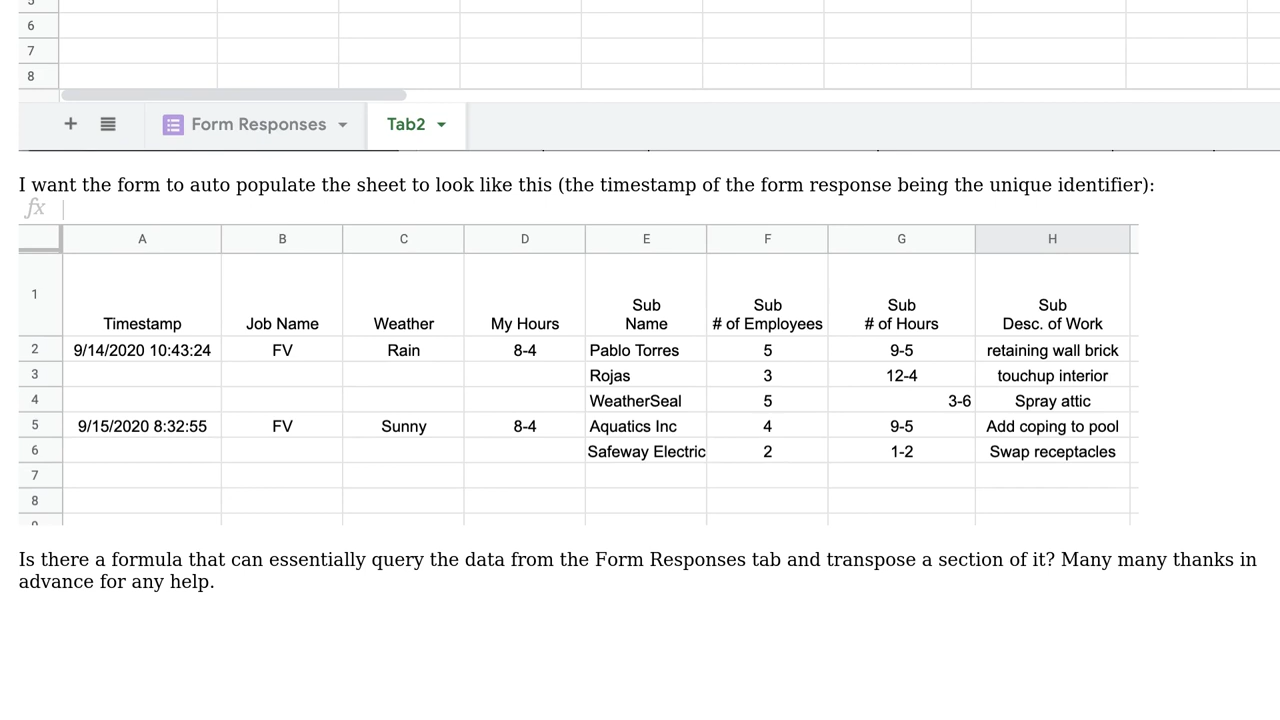 6
7
8
+ Form Responses Tab2
I want the form to auto populate the sheet to look like this (the timestamp of the form response being the unique identifier):
fx
A B C D E F G H
1 Timestamp Job Name Weather My Hours Sub Name Sub # of Employees Sub # of Hours Sub Desc. of Work
2 9/14/2020 10:43:24 FV Rain 8-4 Pablo Torres 5 9-5 retaining wall brick
3 Rojas 3 12-4 touchup interior
4 WeatherSeal 5 3-6 Spray attic
5 9/15/2020 8:32:55 FV Sunny 8-4 Aquatics Inc 4 9-5 Add coping to pool
6 Safeway Electric 2 1-2 Swap receptacles
7
8
Is there a formula that can essentially query the data from the Form Responses tab and transpose a section of it? Many many thanks in
advance for any help.